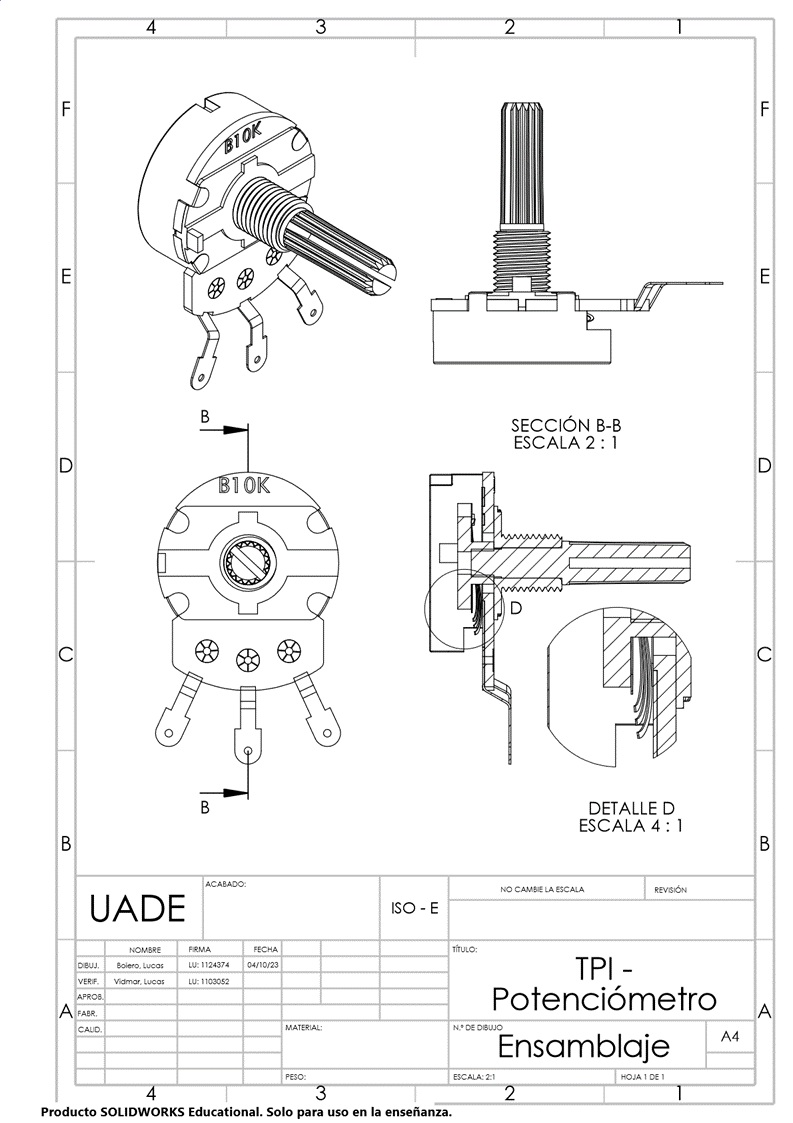 4 3 2 1
F F
B10K
E E
B
SECCIÓN B-B
ESCALA 2 : 1
D D
B10K
D
C C
DETALLE D
ESCALA 4 : 1
B
B B
UADE
ACABADO:
ISO - E
NO CAMBIE LA ESCALA
REVISIÓN
NOMBRE FIRMA FECHA
DIBUJ. Boiero, Lucas LU: 1124374 04/10/23
VERIF. Vidmar, Lucas LU: 1103052
APROB.
FABR.
CALID.
A A
TÍTULO:
TPI -
Potenciómetro
MATERIAL:
N.º DE DIBUJO
Ensamblaje
A4
PESO:
ESCALA: 2:1
HOJA 1 DE 1
4 3 2 1
Producto SOLIDWORKS Educational. Solo para uso en la enseñanza.